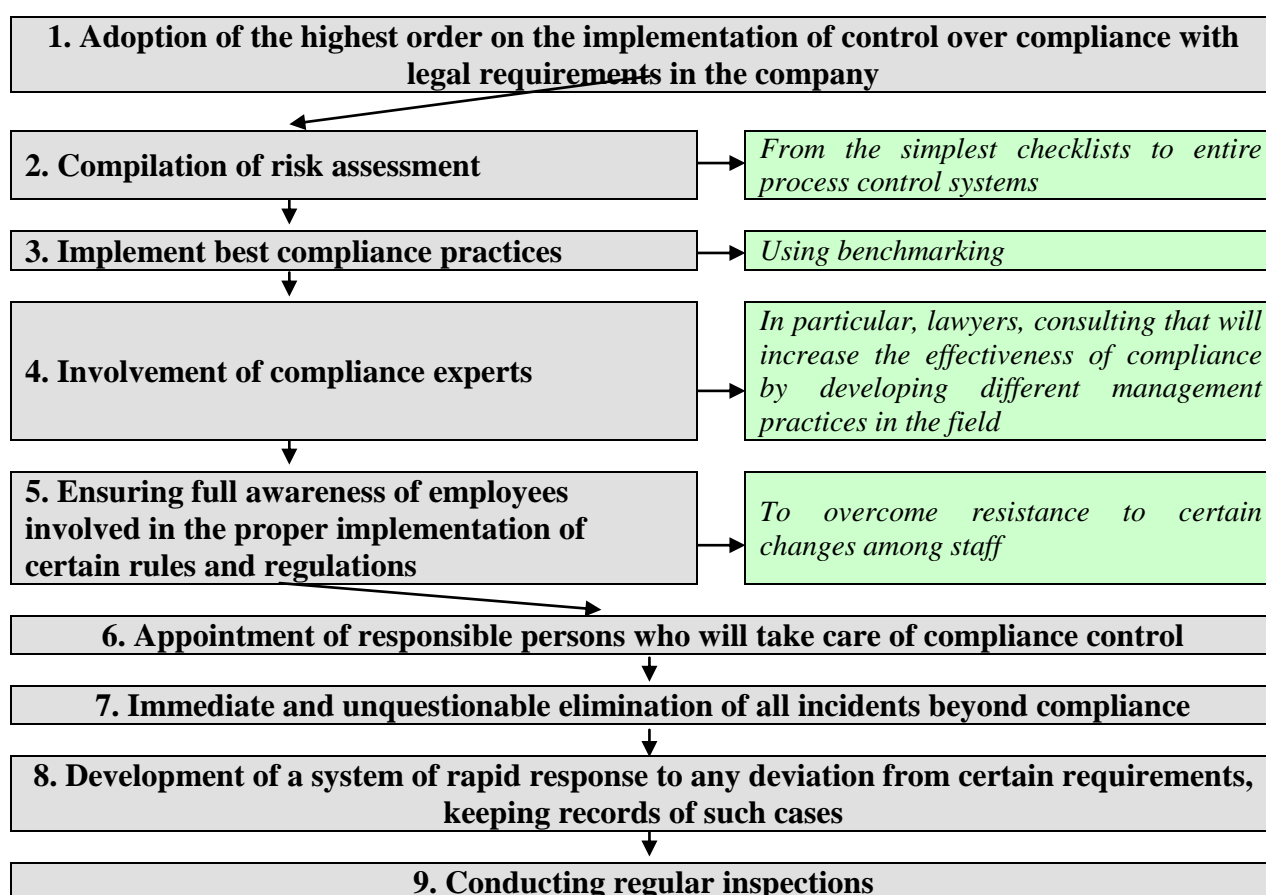 1. Adoption of the highest order on the implementation of control over compliance with
legal requirements in the company
2. Compilation of risk assessment
From the simplest checklists to entire
process control systems
3. Implement best compliance practices
Using benchmarking
4. Involvement of compliance experts
In particular, lawyers, consulting that will
increase the effectiveness of compliance
by developing different management
practices in the field
5. Ensuring full awareness of employees
involved in the proper implementation of
certain rules and regulations
To overcome resistance to certain
changes among staff
6. Appointment of responsible persons who will take care of compliance control
7. Immediate and unquestionable elimination of all incidents beyond compliance
8. Development of a system of rapid response to any deviation from certain requirements,
keeping records of such cases
9. Conducting regular inspections